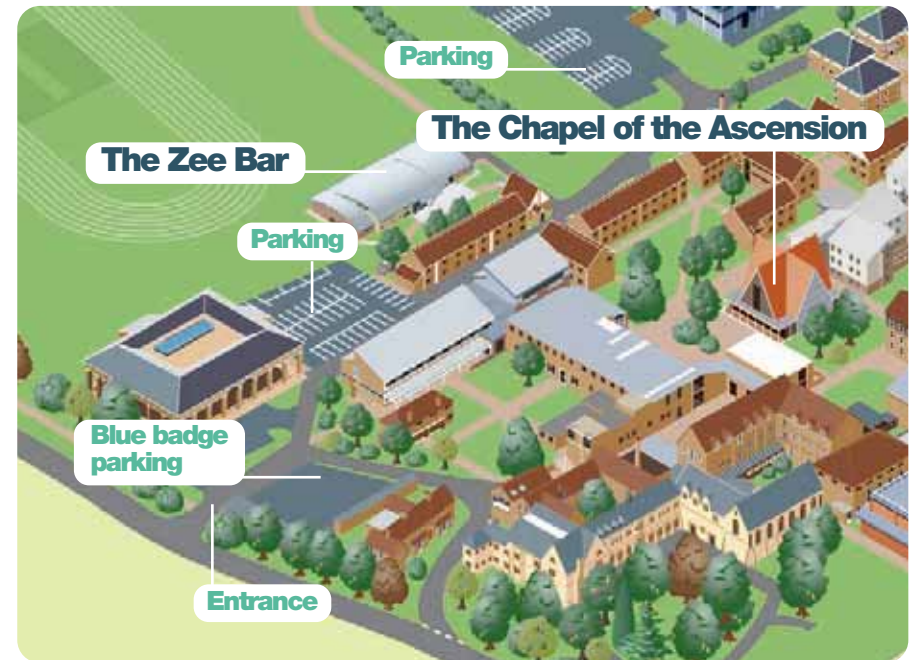 Parking
The Chapel of the Ascension
The Zee Bar
Parking
Blue badge
parking
Entrance